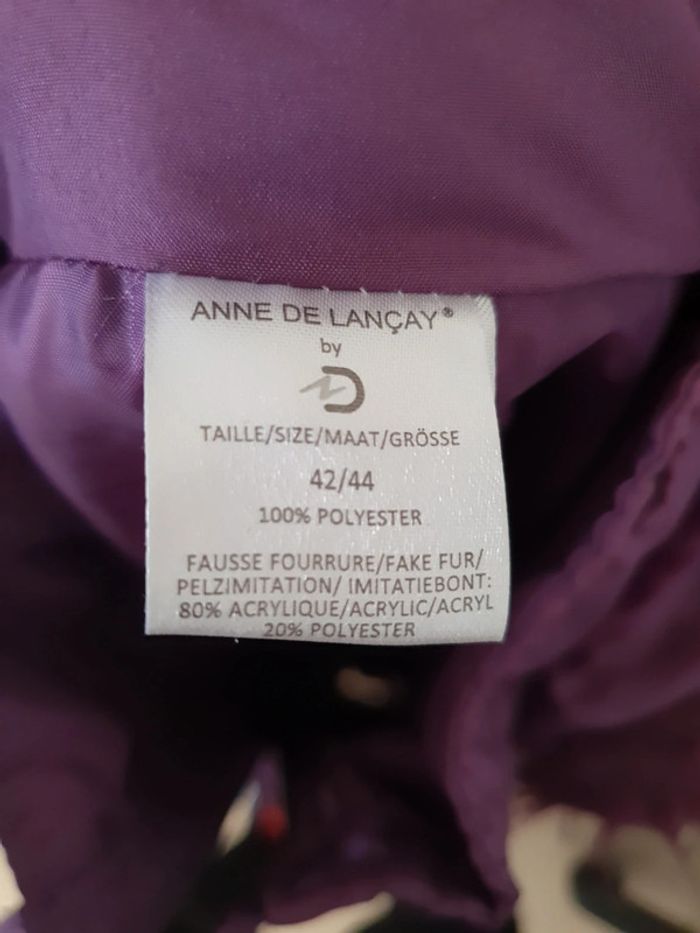 ANNE DE LANÇAY®
by
TAILLE/SIZE/MAAT/GRÖSSE
42/44
100% POLYESTER
FAUSSE FOURRURE/FAKE FUR/
PELZIMITATION/ IMITATIEBONT:
80% ACRYLIQUE/ACRYLIC/ACRYL
20% POLYESTER